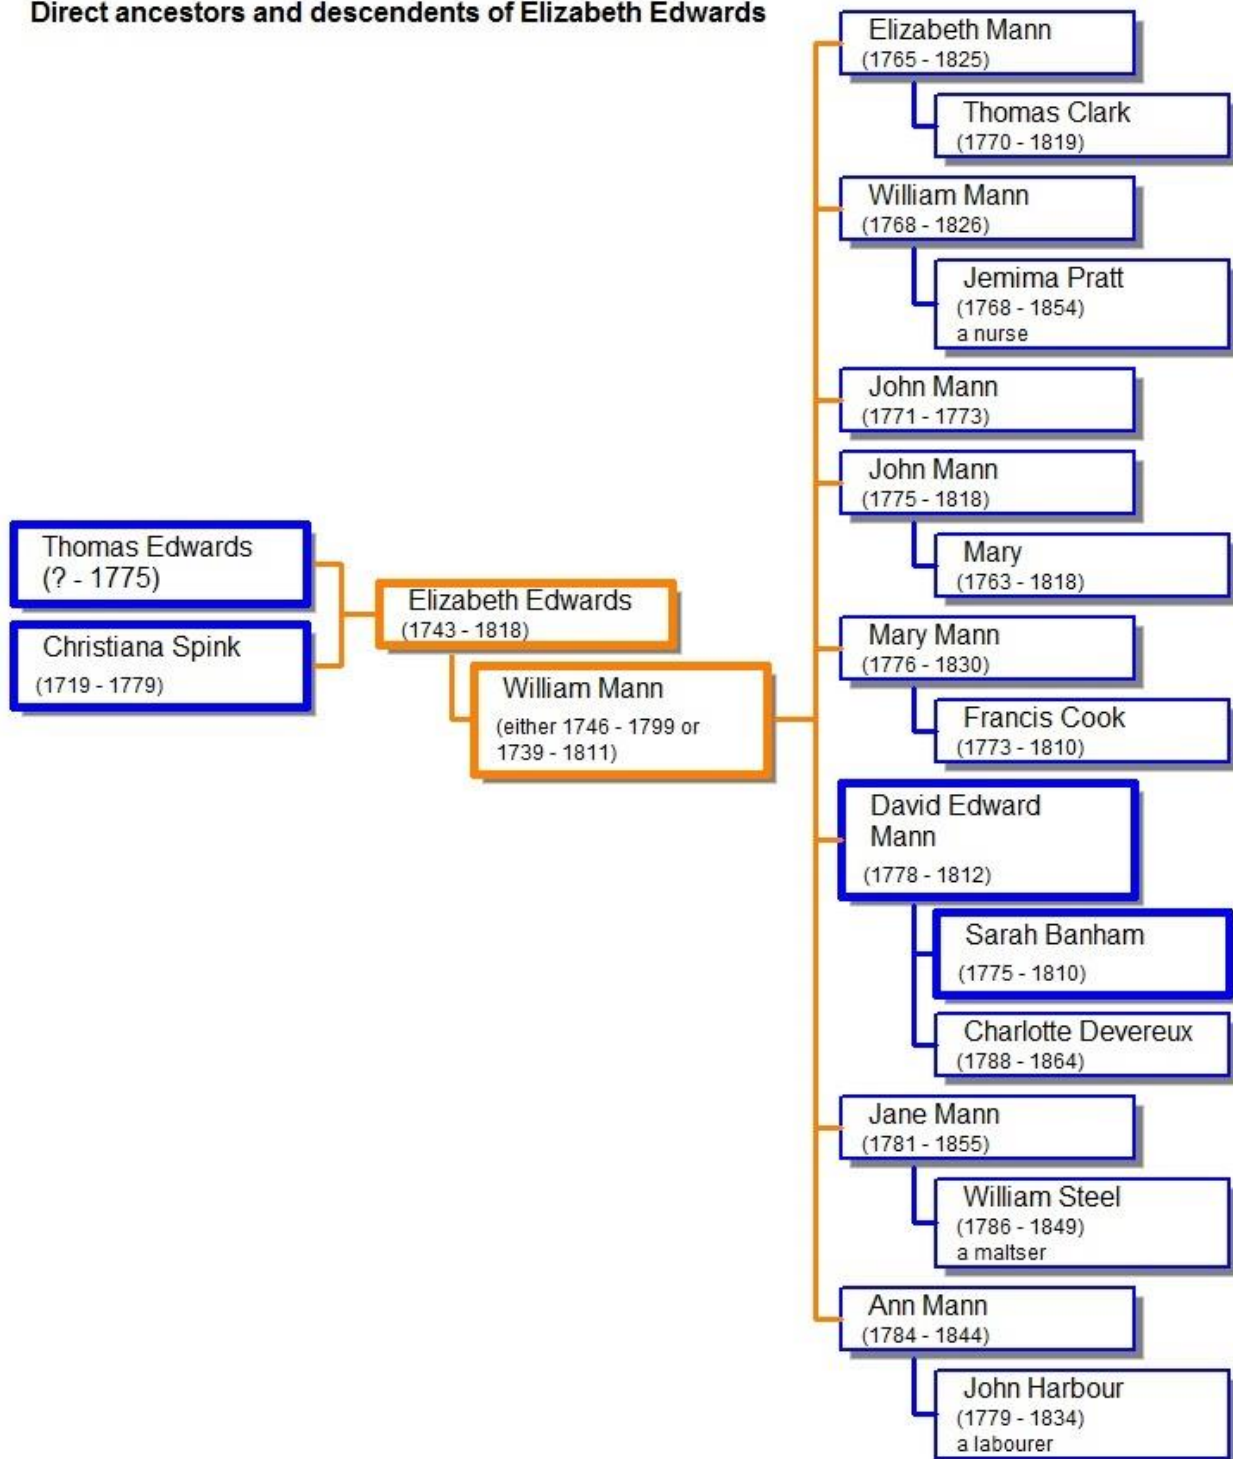 Direct ancestors and descendents of Elizabeth Edwards
Thomas Edwards
(? - 1775)
Christiana Spink
(1719 - 1779)
Elizabeth Edwards
(1743 - 1818)
William Mann
(either 1746 - 1799 or
1739 - 1811)
Elizabeth Mann
(1765 - 1825)
Thomas Clark
(1770 - 1819)
William Mann
(1768 - 1826)
Jemima Pratt
(1768 - 1854)
a nurse
John Mann
(1771 - 1773)
John Mann
(1775 - 1818)
Mary
(1763 - 1818)
Mary Mann
(1776 - 1830)
Francis Cook
(1773 - 1810)
David Edward
Mann
(1778 - 1812)
Sarah Banham
(1775 - 1810)
Charlotte Devereux
(1788 - 1864)
Jane Mann
(1781 - 1855)
William Steel
(1786 - 1849)
a maltser
Ann Mann
(1784 - 1844)
John Harbour
(1779 - 1834)
a labourer